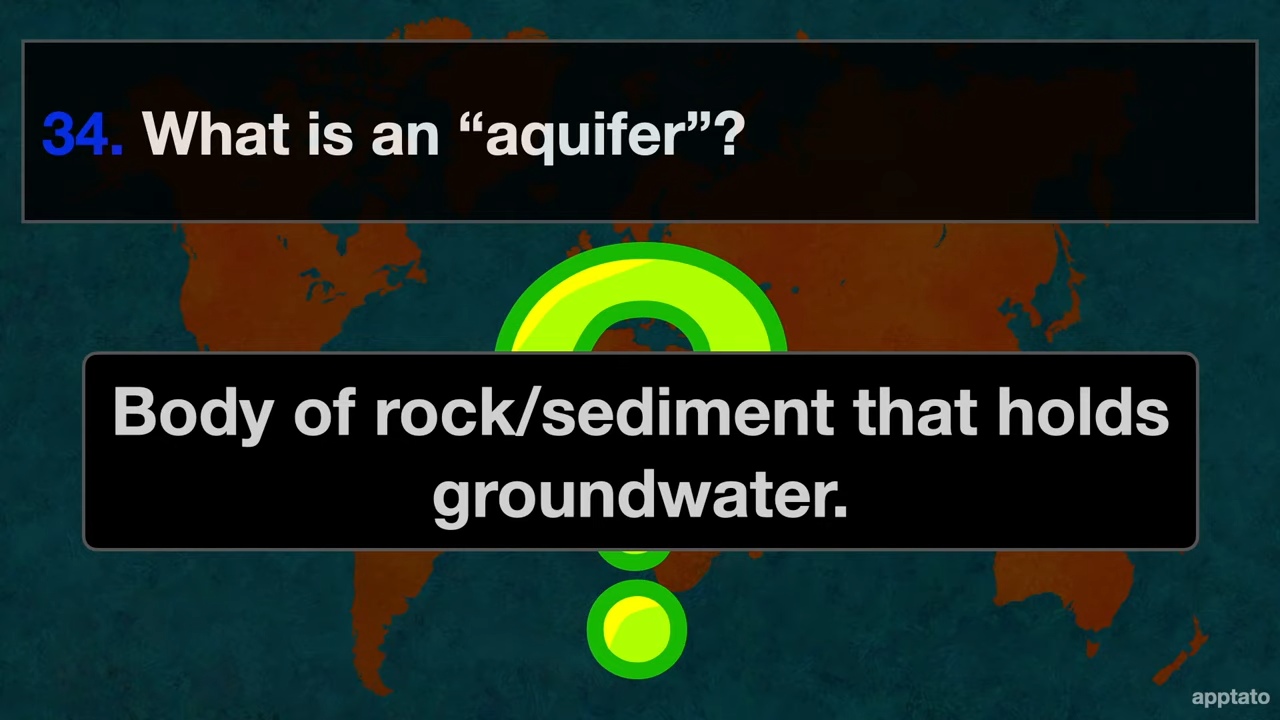 34. What is an “aquifer”?
Body of rock/sediment that holds
groundwater.
apptato